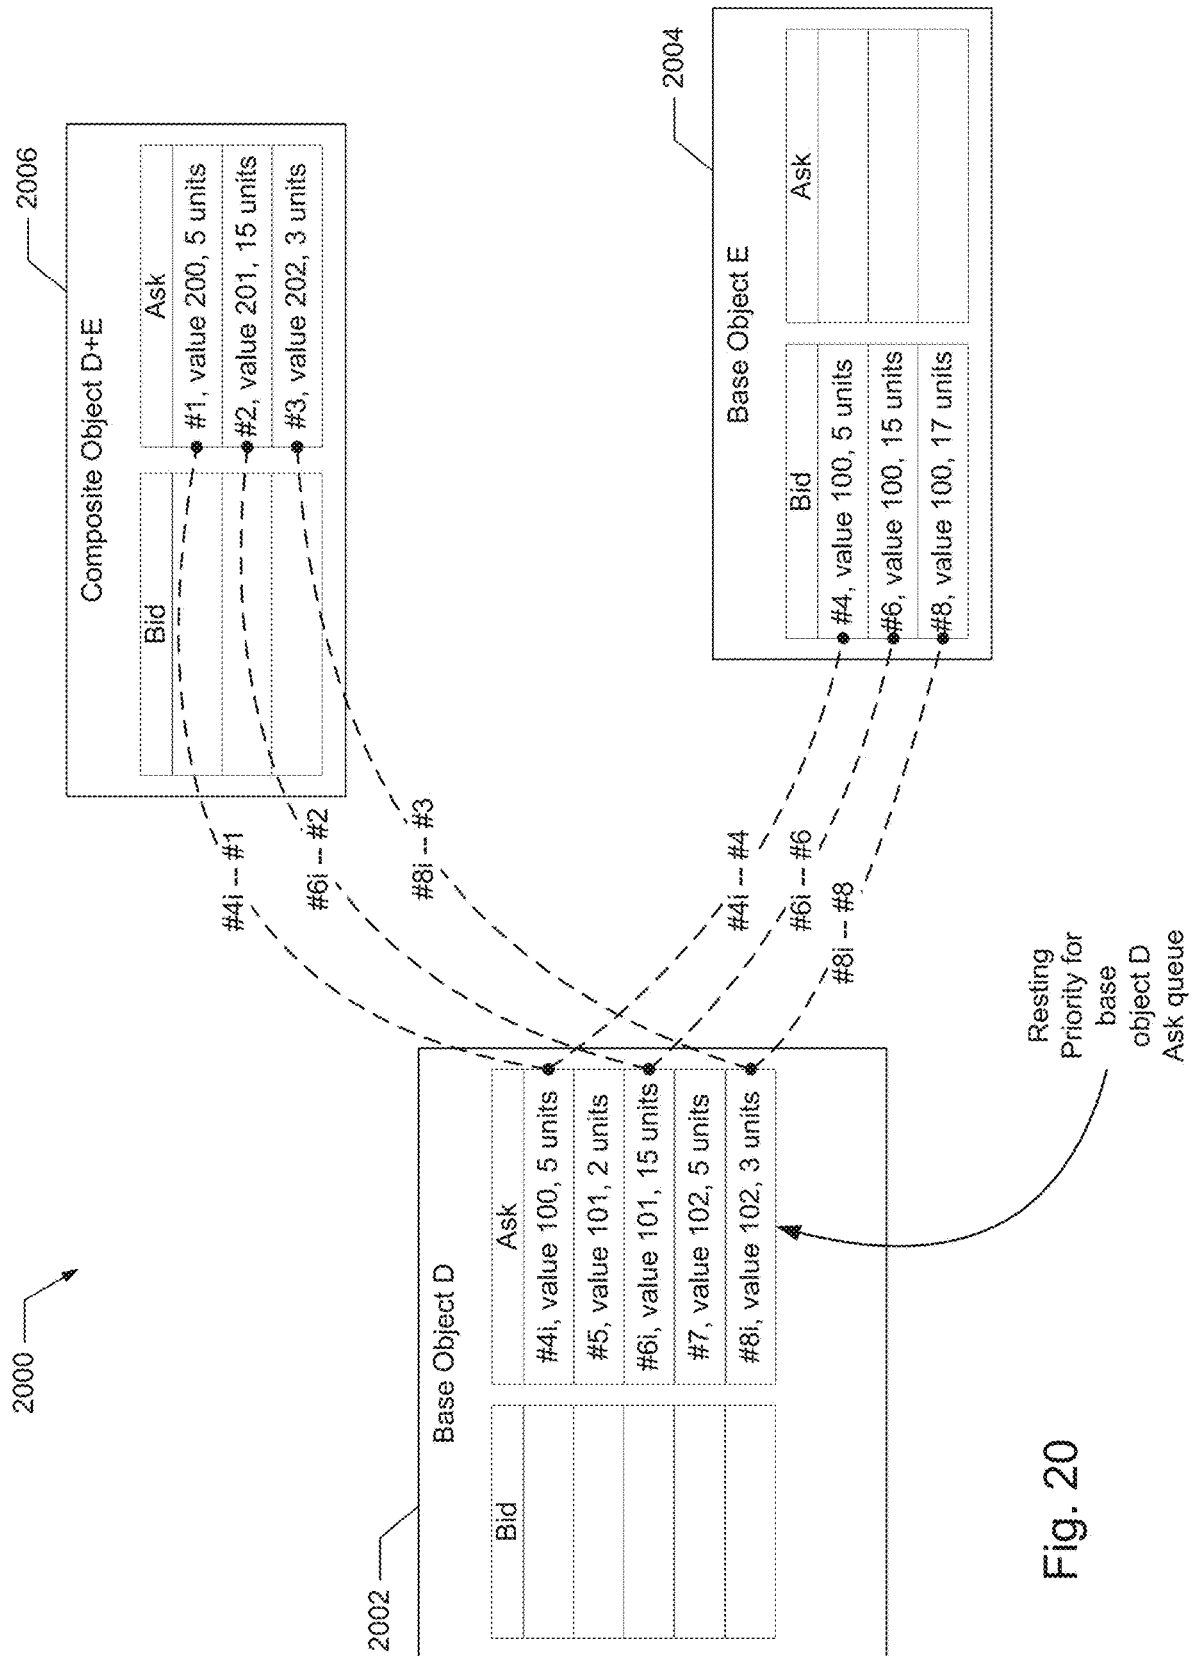 2000
2006
Composite Object D+E
Bid
Ask
#1, value 200, 5 units
#2, value 201, 15 units
#3, value 202, 3 units
#4i -- #1
#6i -- #2
#8i -- #3
2002
Base Object D
Bid
Ask
#4i, value 100, 5 units
#5, value 101, 2 units
#6i, value 101, 15 units
#7, value 102, 5 units
#8i, value 102, 3 units
#4i -- #4
#6i -- #6
#8i -- #8
2004
Base Object E
Bid
Ask
#4, value 100, 5 units
#6, value 100, 15 units
#8, value 100, 17 units
Resting
Priority for
base
object D
Ask queue
Fig. 20